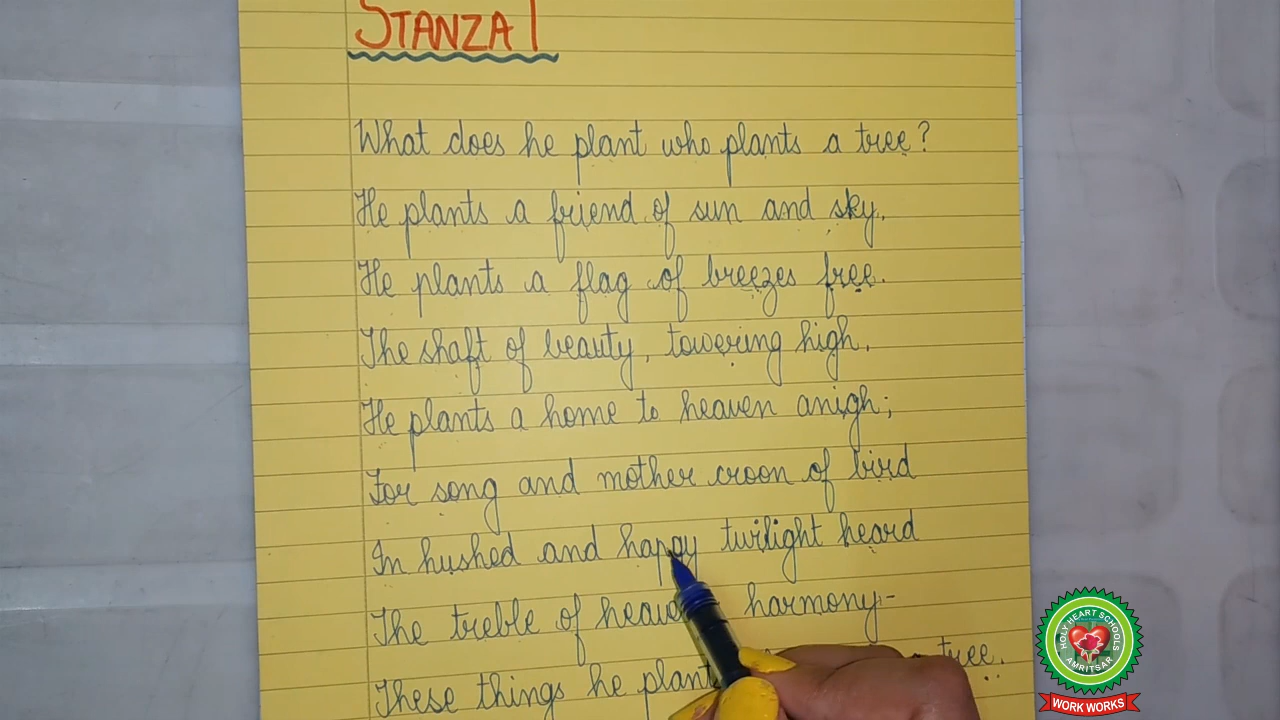 STANZA 1
What does he plant who plants a tree?
He plants a friend of sun and sky.
He plants a flag of breezes free.
The shaft of beauty, towering high.
He plants a home to heaven anigh;
For song and mother croon of bird
In hushed and happy twilight heard
The treble of harmony-
These things he plant tree.
HOLY HEART SCHOOLS
AMRITSAR
WORK WORKS